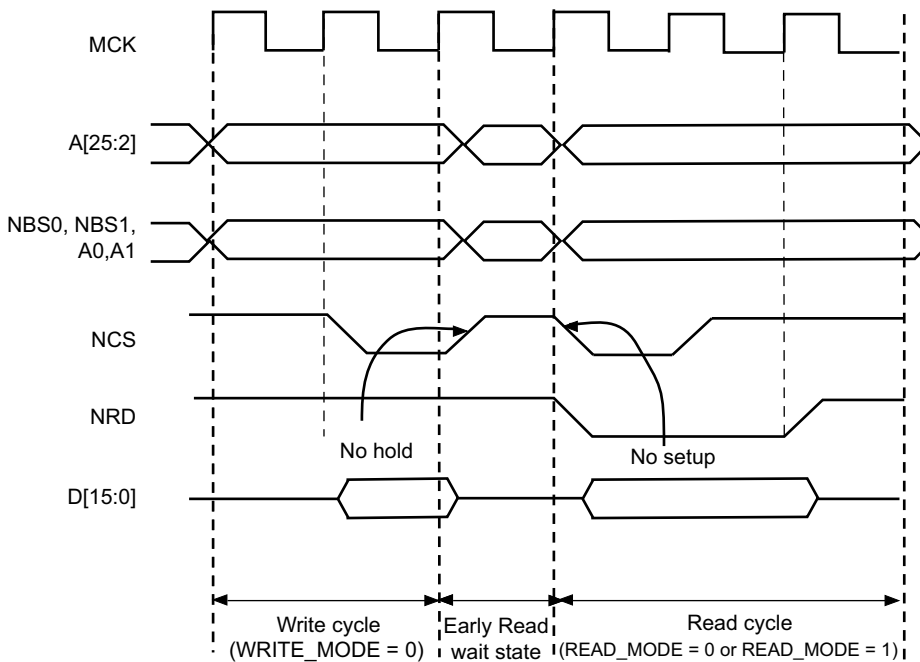 MCK
A[25:2]
NBS0, NBS1,
A0,A1
NCS
NRD
No hold
No setup
D[15:0]
Write cycle
(WRITE_MODE = 0)
Early Read
wait state
Read cycle
(READ_MODE = 0 or READ_MODE = 1)